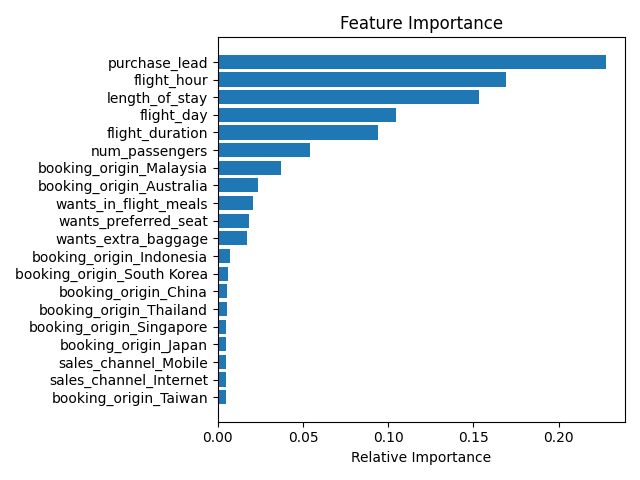 Feature Importance
purchase_lead
flight_hour
length_of_stay
flight_day
flight_duration
num_passengers
booking_origin_Malaysia
booking_origin_Australia
wants_in_flight_meals
wants_preferred_seat
wants_extra_baggage
booking_origin_Indonesia
booking_origin_South Korea
booking_origin_China
booking_origin_Thailand
booking_origin_Singapore
booking_origin_Japan
sales_channel_Mobile
sales_channel_Internet
booking_origin_Taiwan
0.00 0.05 0.10 0.15 0.20
Relative Importance